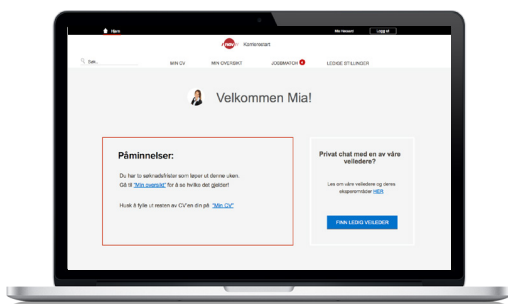 Hjem
Mia Hansen
Logg ut
nav
Karrierestart
Søk..
MIN CV
MIN OVERSIKT
JOBBMATCH 4
LEDIGE STILLINGER
Velkommen Mia!
Påminnelser:
Du har to søknadsfrister som løper ut denne uken.
Gå til "Min oversikt" for å se hvilke det gjelder!
Husk å fylle ut resten av CV'en din på "Min CV"
Privat chat med en av våre
veiledere?
Les om våre veiledere og deres
ekspertområder HER
FINN LEDIG VEILEDER